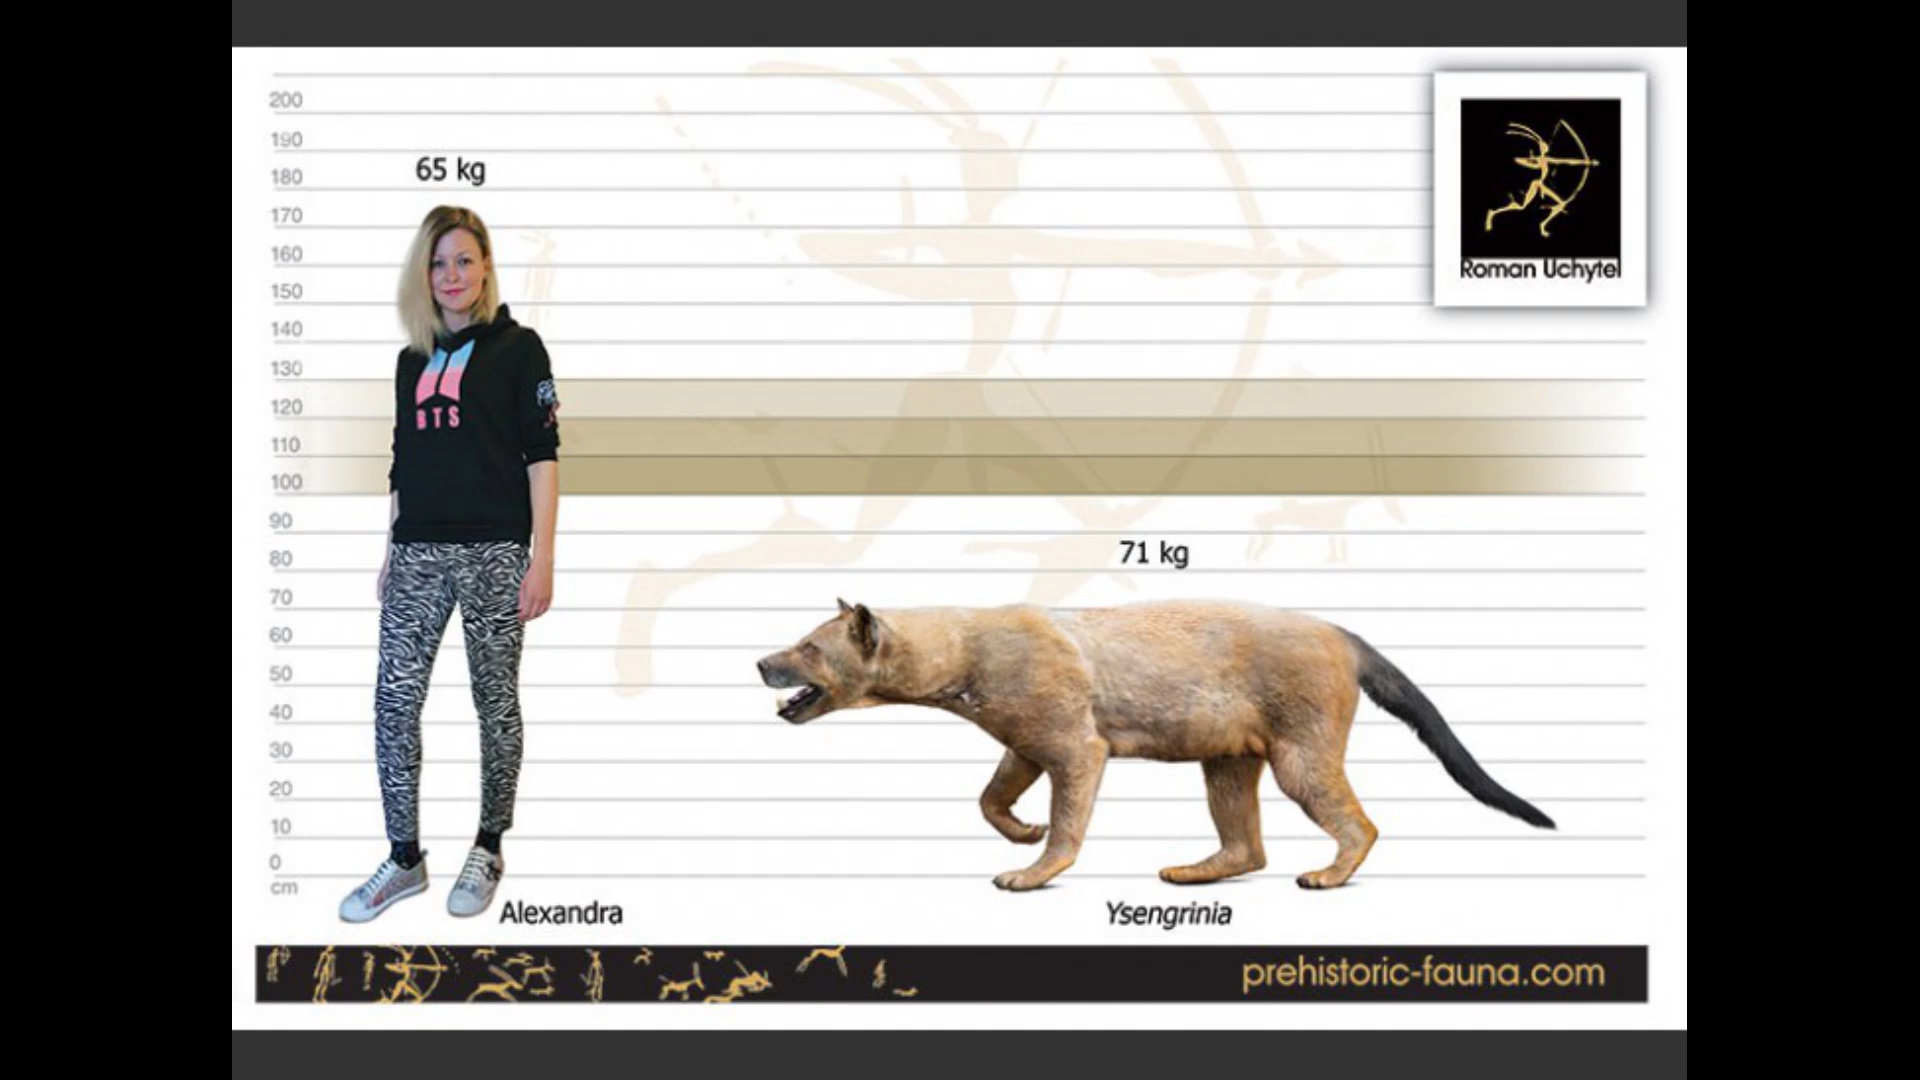 200
190
180
170
160
150
140
130
120
110
100
90
80
70
60
50
40
30
20
10
0
cm
65 kg
BTS
71 kg
Roman Uchytel
Alexandra
Ysengrinia
prehistoric-fauna.com